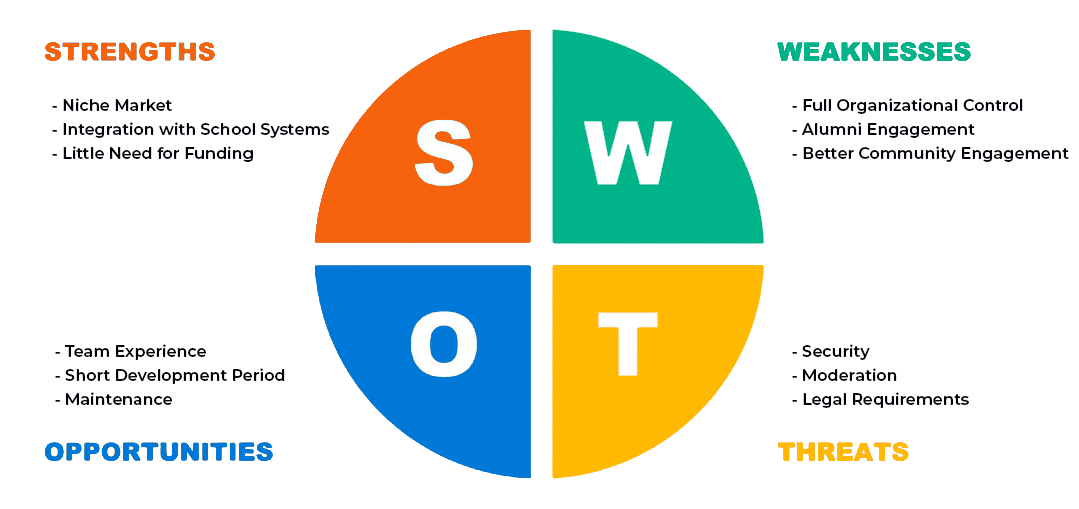 STRENGTHS
- Niche Market
- Integration with School Systems
- Little Need for Funding
S
W
WEAKNESSES
- Full Organizational Control
- Alumni Engagement
- Better Community Engagement
- Team Experience
- Short Development Period
- Maintenance
OPPORTUNITIES
O
T
- Security
- Moderation
- Legal Requirements
THREATS